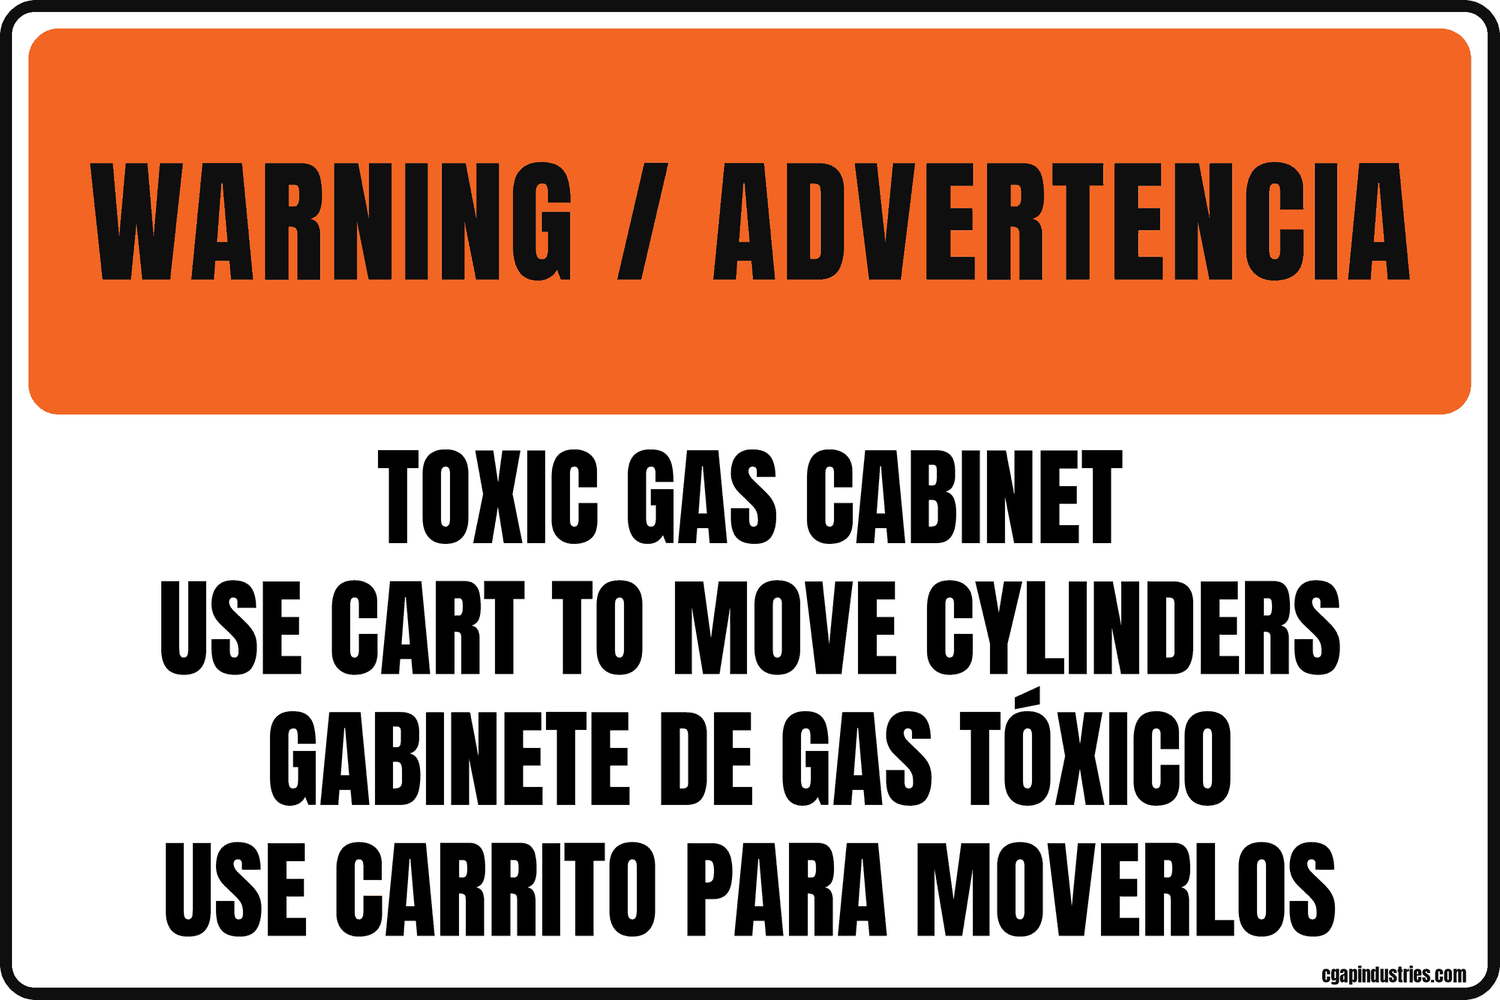 WARNING / ADVERTENCIA
TOXIC GAS CABINET
USE CART TO MOVE CYLINDERS
GABINETE DE GAS TÓXICO
USE CARRITO PARA MOVERLOS
cgapindustries.com